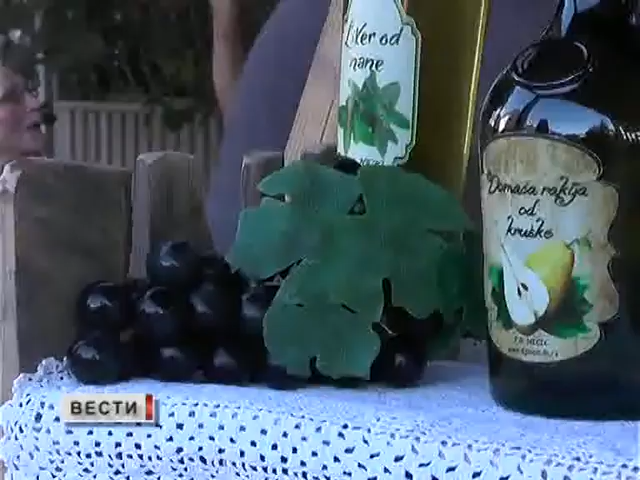 Liker od
nane
Domaća rakija
od
kruške
ВЕСТИ